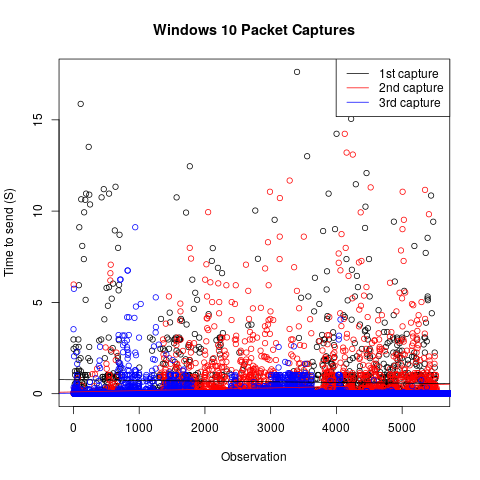 Windows 10 Packet Captures
1st capture
2nd capture
3rd capture
Time to send (S)
15
10
5
0
0
1000
2000
3000
4000
5000
Observation